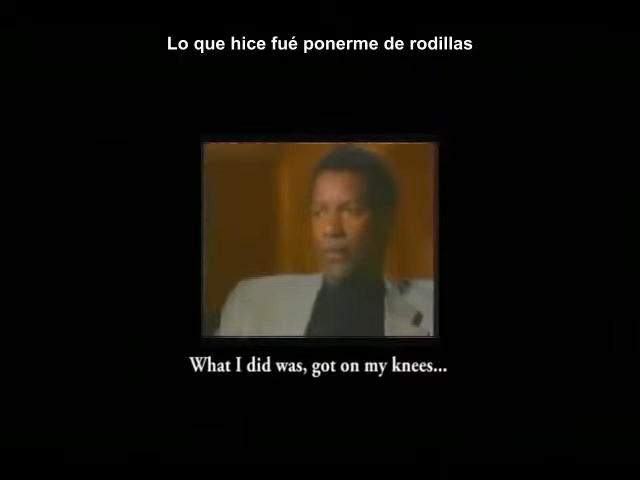 Lo que hice fué ponerme de rodillas
What I did was, got on my knees...